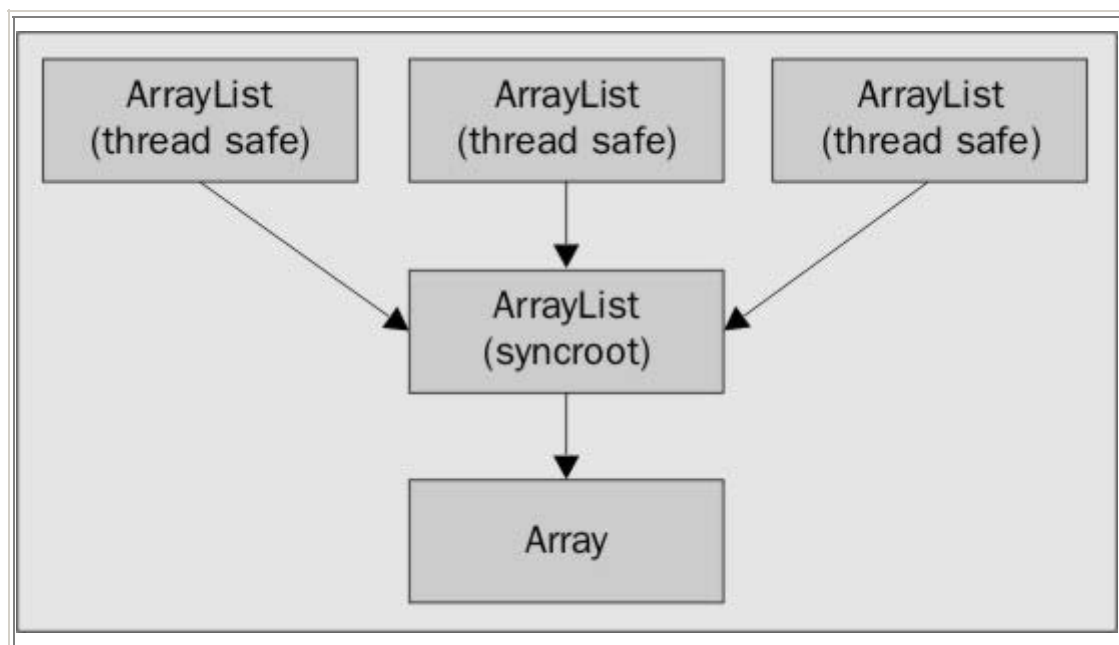 ArrayList
(thread safe)
ArrayList
(thread safe)
ArrayList
(thread safe)
ArrayList
(syncroot)
Array